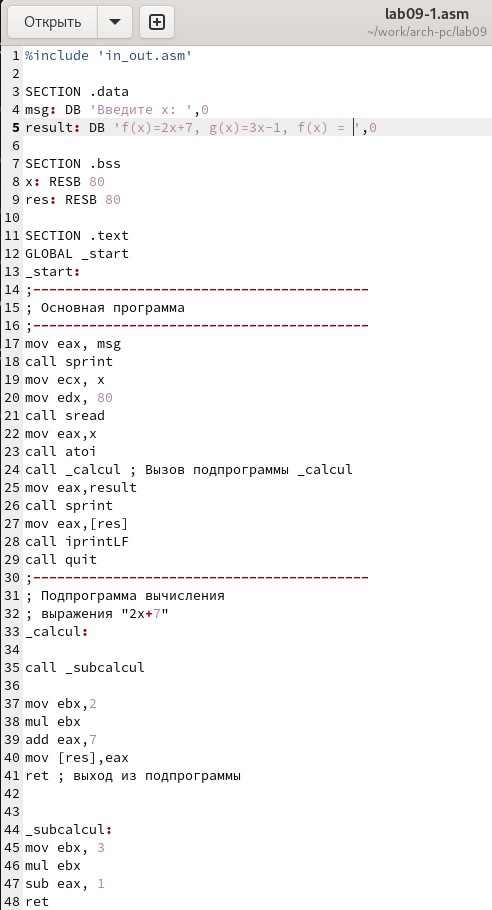 Открыть
lab09-1.asm
~/work/arch-pc/lab09
1 %include 'in_out.asm'
2
3 SECTION .data
4 msg: DB 'Введите x: ',0
5 result: DB 'f(x)=2x+7, g(x)=3x-1, f(x) = ',0
6
7 SECTION .bss
8 x: RESB 80
9 res: RESB 80
10
11 SECTION .text
12 GLOBAL _start
13 _start:
14 ;------------------------------------------
15 ; Основная программа
16 ;------------------------------------------
17 mov eax, msg
18 call sprint
19 mov ecx, x
20 mov edx, 80
21 call sread
22 mov eax,x
23 call atoi
24 call _calcul ; Вызов подпрограммы _calcul
25 mov eax,result
26 call sprint
27 mov eax,[res]
28 call iprintLF
29 call quit
30 ;------------------------------------------
31 ; Подпрограмма вычисления
32 ; выражения "2x+7"
33 _calcul:
34
35 call _subcalcul
36
37 mov ebx,2
38 mul ebx
39 add eax,7
40 mov [res],eax
41 ret ; выход из подпрограммы
42
43
44 _subcalcul:
45 mov ebx, 3
46 mul ebx
47 sub eax, 1
48 ret